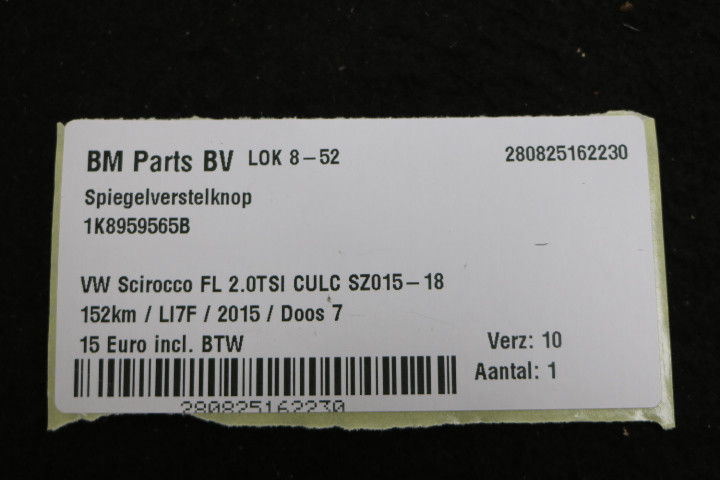 BM Parts BV LOK 8-52 280825162230
Spiegelverstelknop
1K8959565B
VW Scirocco FL 2.0TSI CULC SZ015-18
152km / LI7F / 2015 / Doos 7
15 Euro incl. BTW Verz: 10
Aantal: 1
280825162230